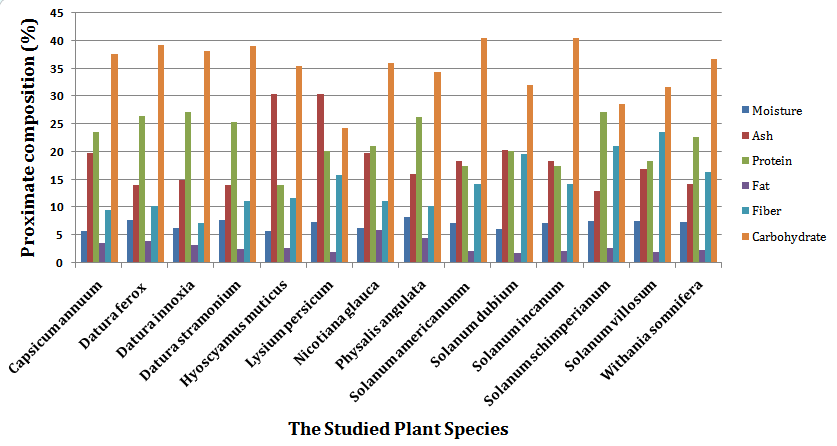 Proximate composition (%)
45
40
35
30
25
20
15
10
5
0
Capsicum annuum
Datura ferox
Datura innoxia
Datura stramonium
Hyoscyamus muticus
Lysium persicum
Nicotiana glauca
Physalis angulata
Solanum americanumm
Solanum dubium
Solanum incanum
Solanum schimperianum
Solanum villosum
Withania somnifera
The Studied Plant Species
Moisture
Ash
Protein
Fat
Fiber
Carbohydrate